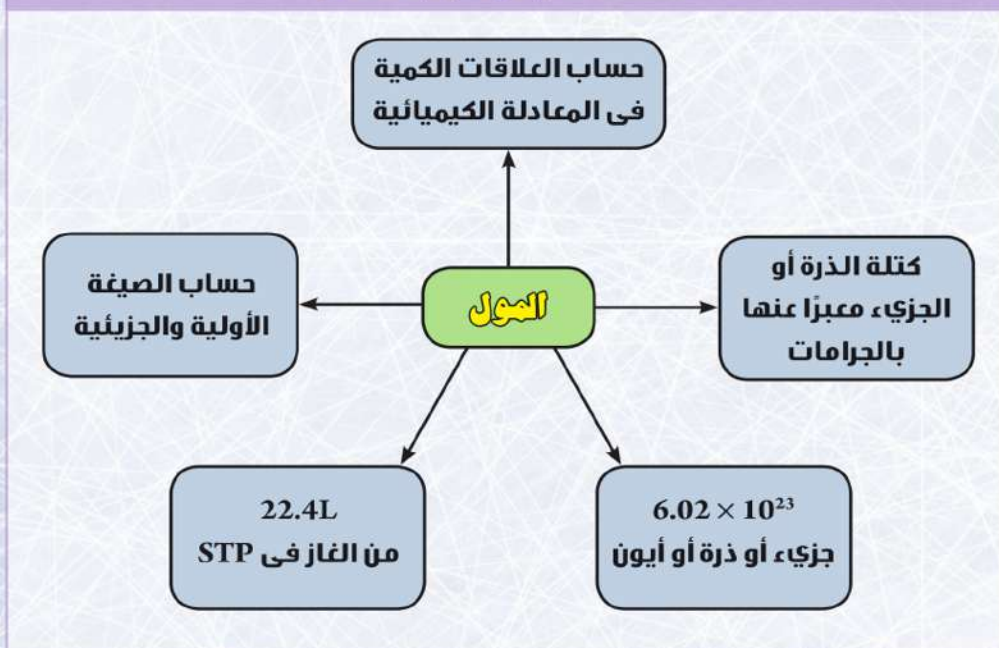 حساب العلاقات الكمية
فى المعادلة الكيميائية
كتلة الذرة أو
الجزيء معبرًا عنها
بالجرامات
المول
حساب الصيغة
الأولية والجزيئية
6.02 × 10²³
جزيء أو ذرة أو أيون
22.4L
من الغاز فى STP